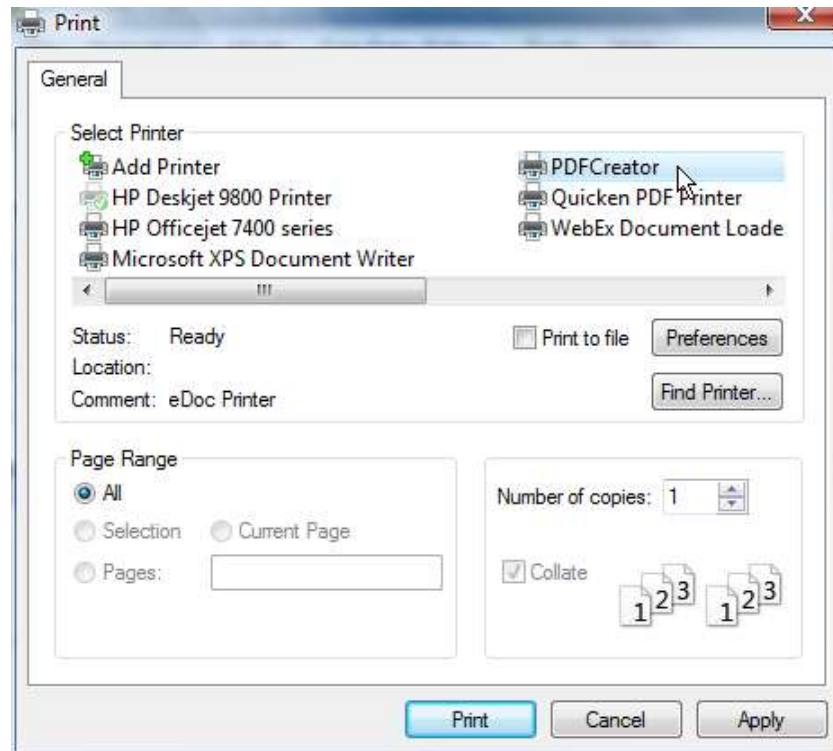 Print
General
Select Printer
Add Printer
PDFCreator
HP Deskjet 9800 Printer
Quicken PDF Printer
HP Officejet 7400 series
WebEx Document Loade
Microsoft XPS Document Writer
Status: Ready
Print to file
Preferences
Location:
Comment: eDoc Printer
Find Printer...
Page Range
All
Number of copies: 1
Selection
Current Page
Pages:
Collate
1 2 3 1 2 3
Print
Cancel
Apply